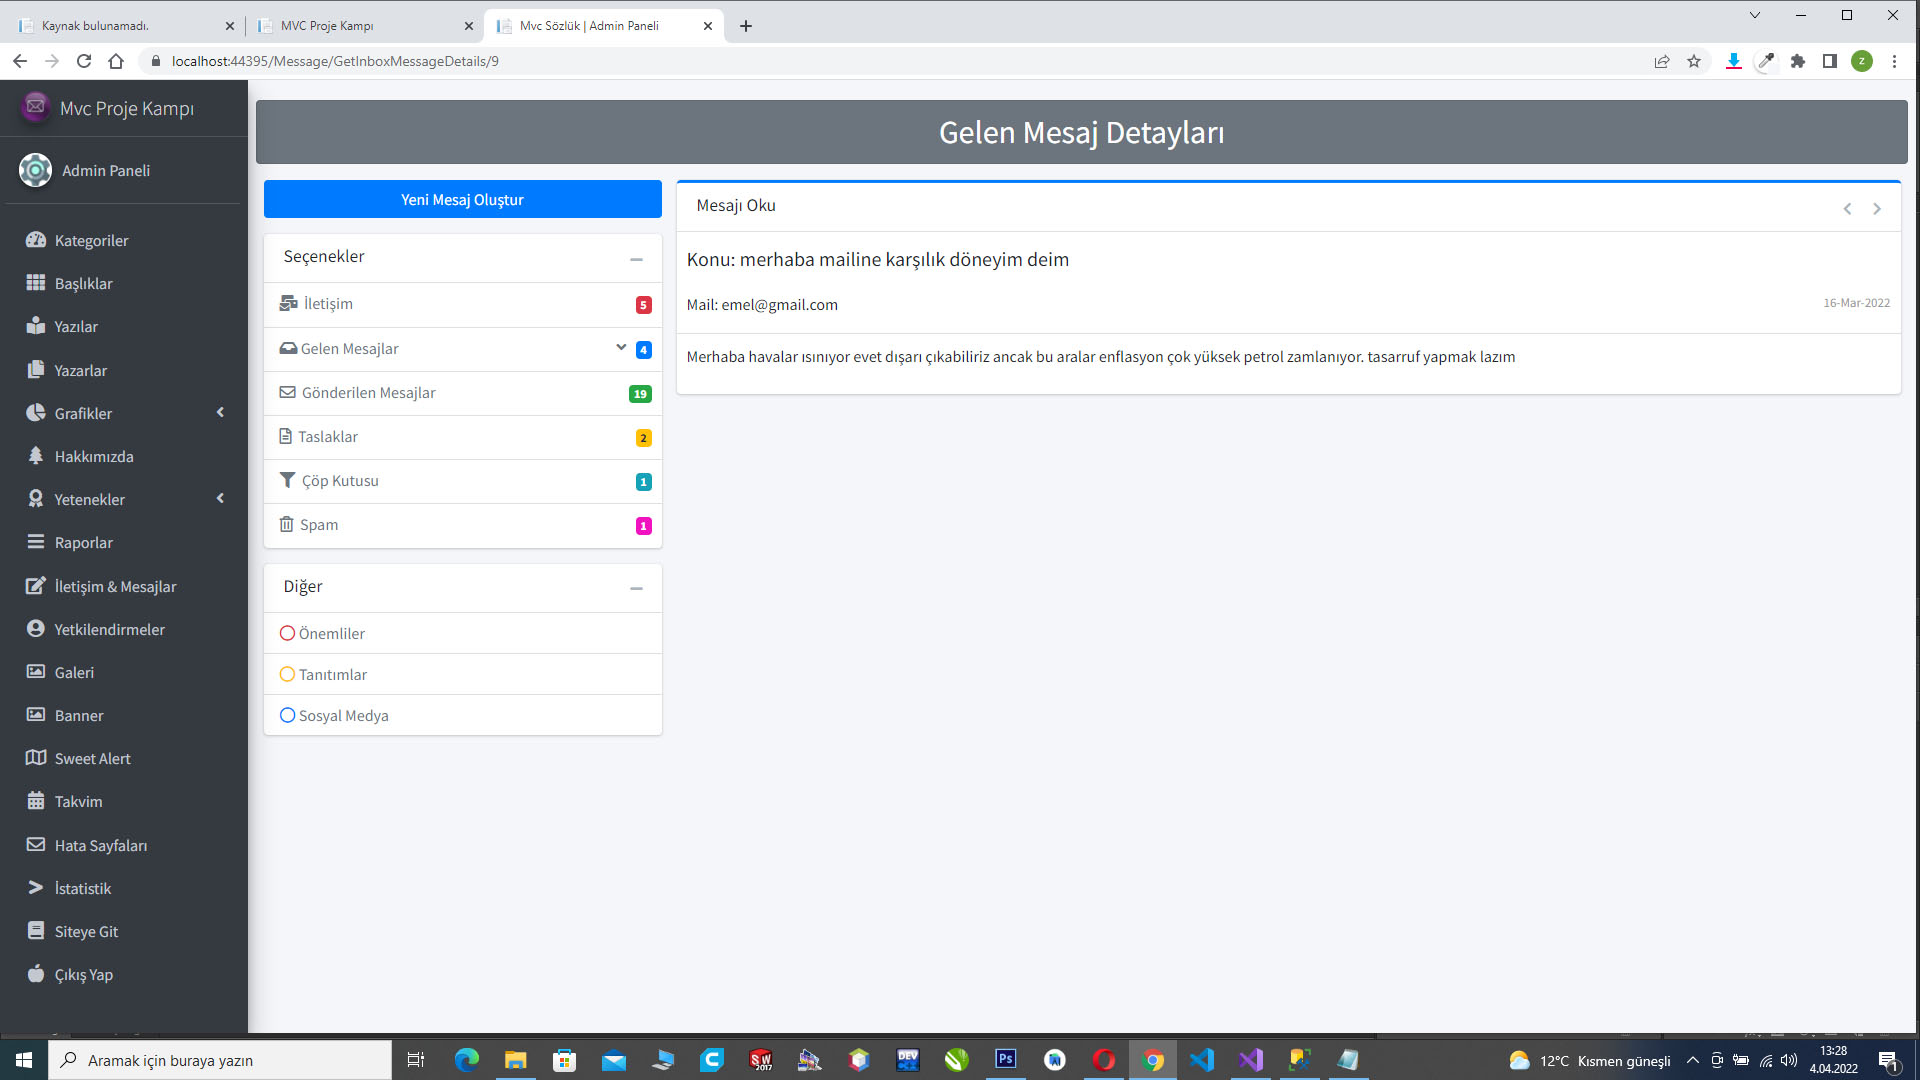 Kaynak bulunamadı.
MVC Proje Kampı
Mvc Sözlük | Admin Paneli
localhost:44395/Message/GetInboxMessageDetails/9
z
Mvc Proje Kampı
Admin Paneli
Kategoriler
Başlıklar
Yazılar
Yazarlar
Grafikler
Hakkımızda
Yetenekler
Raporlar
İletişim & Mesajlar
Yetkilendirmeler
Galeri
Banner
Sweet Alert
Takvim
Hata Sayfaları
İstatistik
Siteye Git
Çıkış Yap
Gelen Mesaj Detayları
Yeni Mesaj Oluştur
Seçenekler
İletişim 5
Gelen Mesajlar 4
Gönderilen Mesajlar 19
Taslaklar 2
Çöp Kutusu 1
Spam 1
Diğer
Önemliler
Tanıtımlar
Sosyal Medya
Mesajı Oku
Konu: merhaba mailine karşılık döneyim deim
Mail: emel@gmail.com
16-Mar-2022
Merhaba havalar ısınıyor evet dışarı çıkabiliriz ancak bu aralar enflasyon çok yüksek petrol zamlanıyor. tasarruf yapmak lazım
Aramak için buraya yazın
SW
2017
DEV
Ps
12°C Kısmen güneşli
13:28
4.04.2022
1